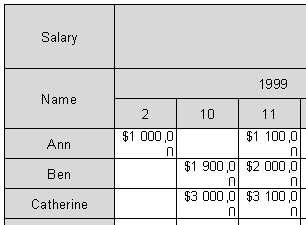 Salary
1999
Name
2 10 11
$1 000,0 $1 100,0
Ann
0 0
$1 900,0 $2 000,0
Ben
0 0
$3 000,0 $3 100,0
Catherine
0 0